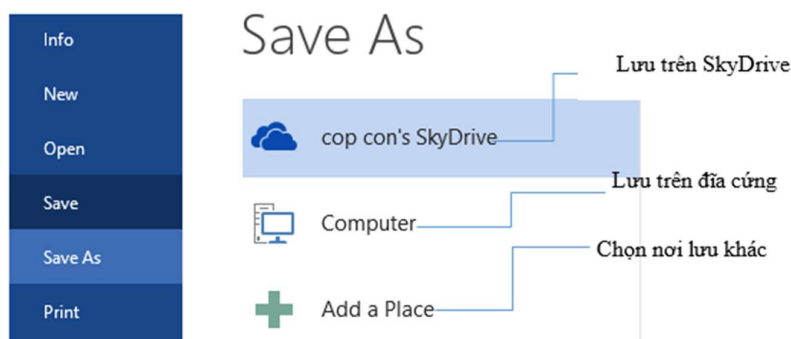 Info
New
Open
Save
Save As
Print
Save As
cop con's SkyDrive
Computer
Add a Place
Lưu trên SkyDrive
Lưu trên đĩa cứng
Chọn nơi lưu khác